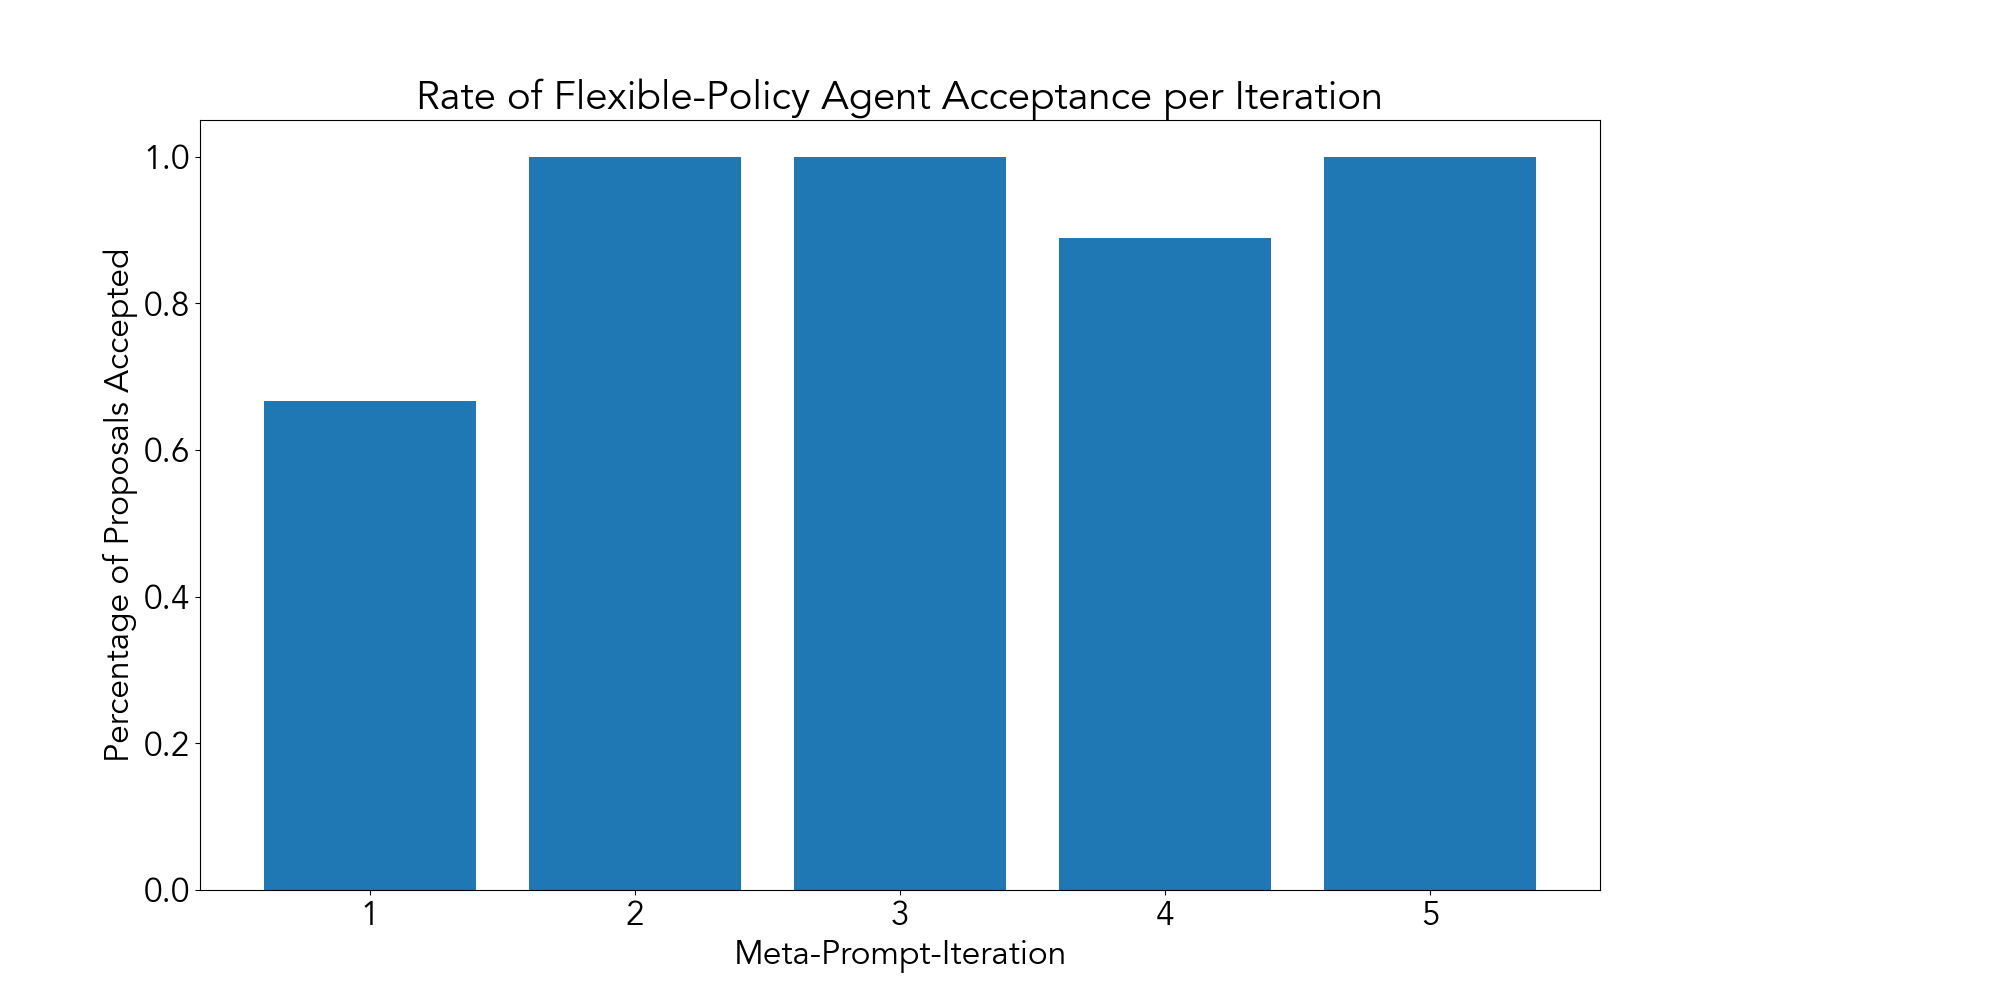 Rate of Flexible-Policy Agent Acceptance per Iteration
Percentage of Proposals Accepted
1.0
0.8
0.6
0.4
0.2
0.0
1 2 3 4 5
Meta-Prompt-Iteration